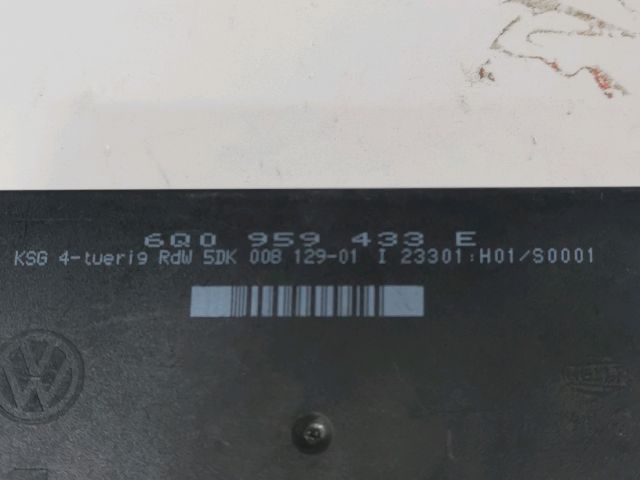 6Q0 959 433 E
KSG 4-tuerig RdW 5DK 008 129-01 I 23301:H01/S0001